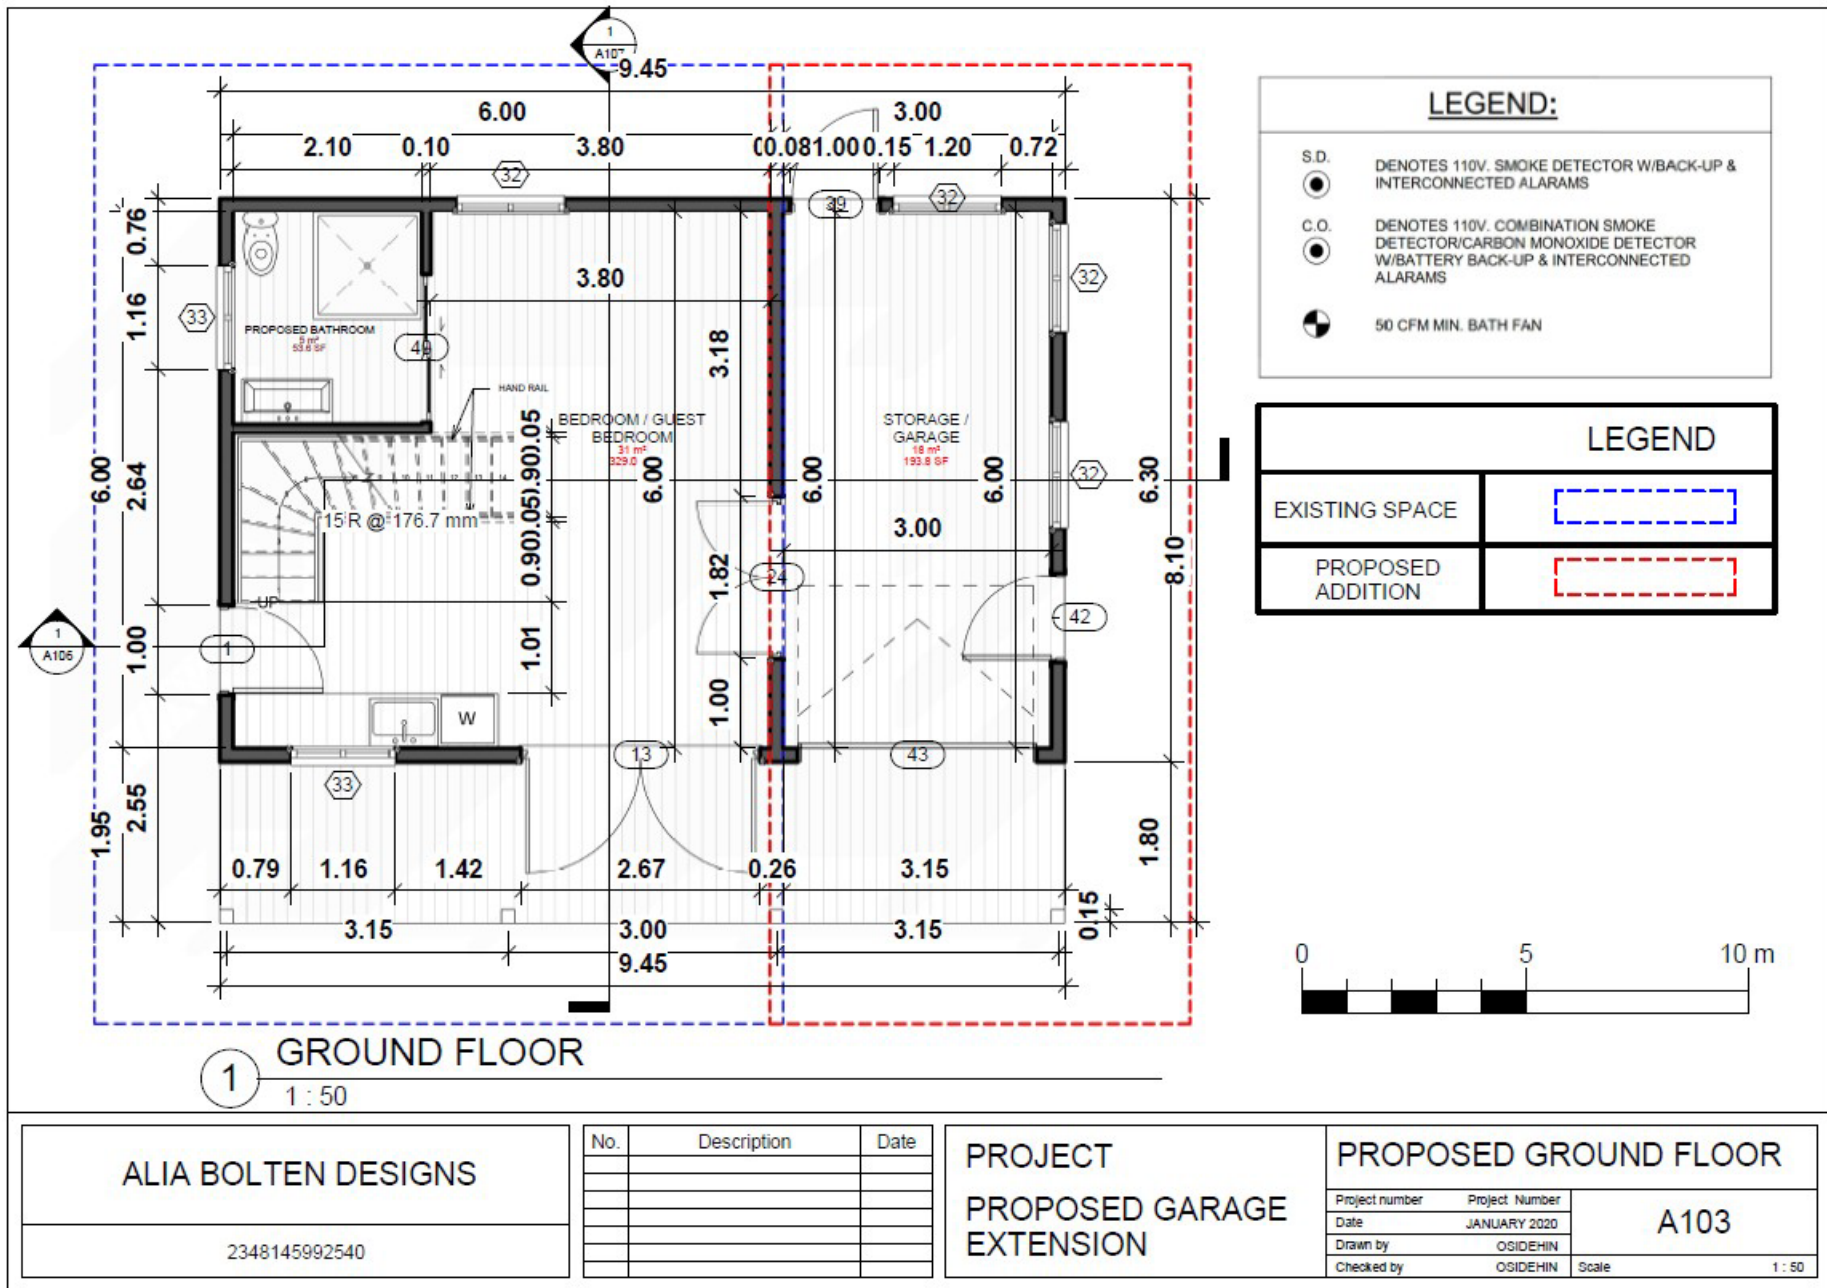 1
A107
9.45
6.00
3.00
2.10
0.10
3.80
0.08
1.00
0.15
1.20
0.72
32
39
32
0.76
1.16
33
6.00
2.64
1.00
1.95
2.55
PROPOSED BATHROOM
5 m²
53.6 SF
40
3.80
3.18
HAND RAIL
BEDROOM / GUEST
BEDROOM
31 m²
329.0
6.00
STORAGE /
GARAGE
18 m²
193.8 SF
6.00
6.00
3.00
32
32
6.30
8.10
0.05
0.90
0.05
0.90
1.01
15 R @ 176.7 mm
UP
1
A106
1
24
1.82
1.00
42
W
13
43
33
0.79
1.16
1.42
2.67
0.26
3.15
1.80
0.15
3.15
3.00
3.15
9.45
LEGEND:
S.D.
DENOTES 110V. SMOKE DETECTOR W/BACK-UP &
INTERCONNECTED ALARAMS
C.O.
DENOTES 110V. COMBINATION SMOKE
DETECTOR/CARBON MONOXIDE DETECTOR
W/BATTERY BACK-UP & INTERCONNECTED
ALARAMS
50 CFM MIN. BATH FAN
LEGEND
EXISTING SPACE
PROPOSED
ADDITION
0 5 10 m
1
GROUND FLOOR
1 : 50
ALIA BOLTEN DESIGNS
2348145992540
No. Description Date
PROJECT
PROPOSED GARAGE
EXTENSION
PROPOSED GROUND FLOOR
Project number Project Number
Date JANUARY 2020
Drawn by OSIDEHIN
Checked by OSIDEHIN
A103
Scale 1 : 50